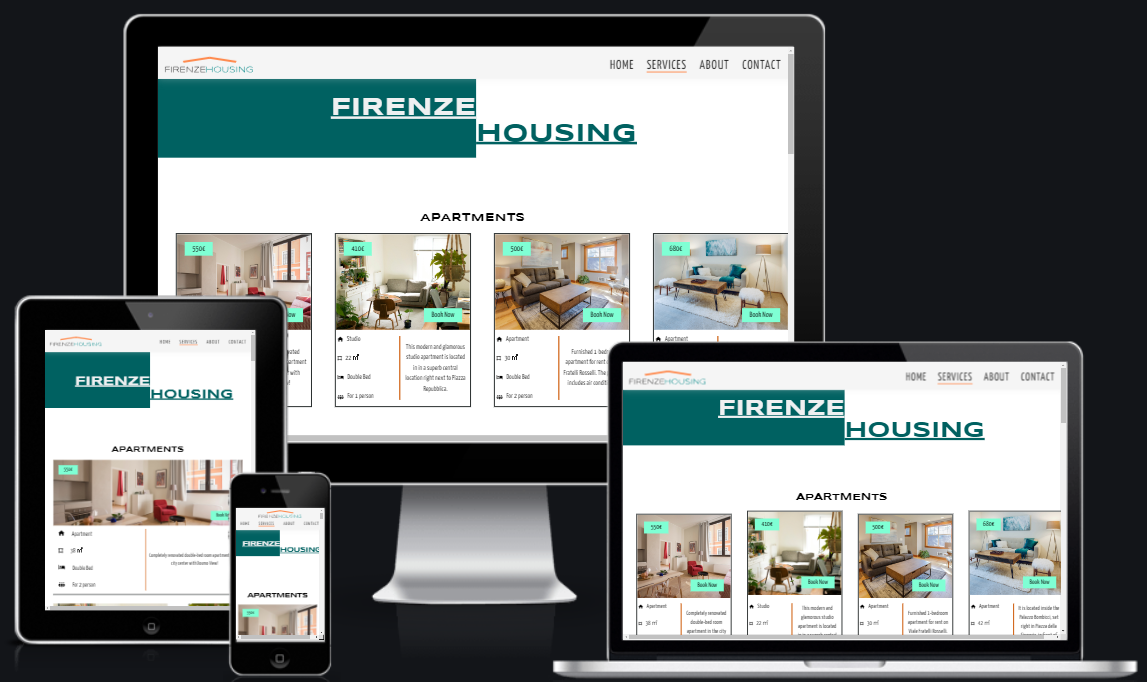 FIRENZEHOUSING
HOME SERVICES ABOUT CONTACT
FIRENZE
HOUSING
APARTMENTS
550€
410€
500€
680€
Book Now
Book Now
Book Now
Studio
22 m²
Double Bed
For 1 person
This modern and glamorous
studio apartment is located
in in a superb central
location right next to Piazza
Repubblica.
Apartment
30 m²
Double Bed
For 2 person
Furnished 1-bed
apartment for rent
Fratelli Rosselli. The
includes air condit
Apartment
FIRENZEHOUSING
HOME SERVICES ABOUT CONTACT
FIRENZE
HOUSING
APARTMENTS
550€
Apartment
38 m²
Double Bed
For 2 person
Completely renovated double-bed room apartment
city center with Duomo View!
FIRENZEHOUSING
HOME SERVICES ABOUT CONTACT
FIRENZE
HOUSING
APARTMENTS
550€
FIRENZEHOUSING
HOME SERVICES ABOUT CONTACT
FIRENZE
HOUSING
APARTMENTS
550€
410€
500€
680€
Book Now
Book Now
Book Now
Book Now
Apartment
38 m²
Completely renovated
double-bed room
apartment in the city
Studio
22 m²
This modern and
glamorous studio
apartment is located
Apartment
30 m²
Furnished 1-bedroom
apartment for rent on
Viale Fratelli Rosselli.
Apartment
42 m²
It is located inside the
Palazzo Bombicci, set
right in Piazza delle